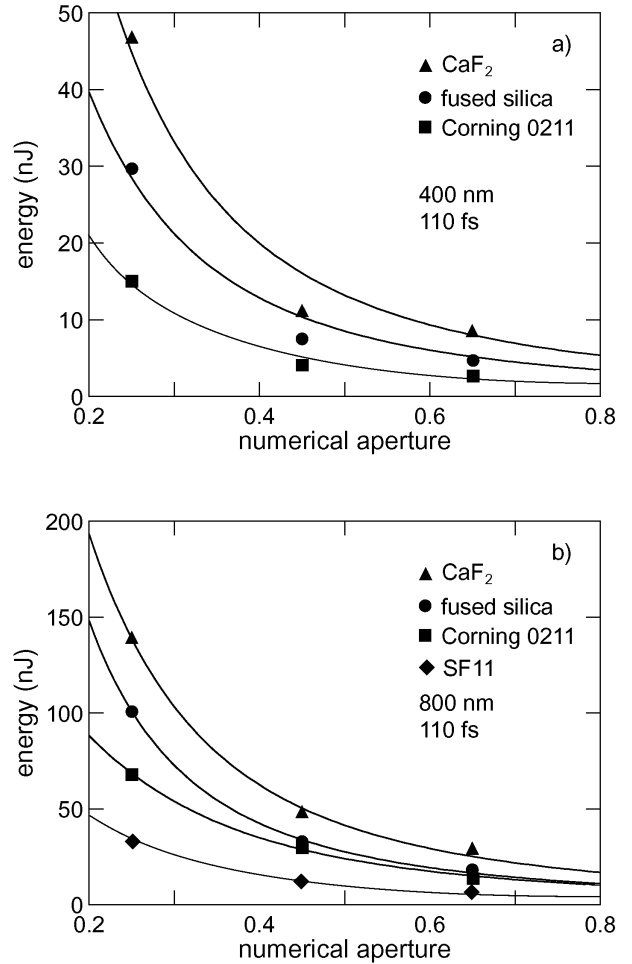 50
a)
CaF₂
40
fused silica
Corning 0211
30
energy (nJ)
400 nm
20
110 fs
10
0
0.2 0.4 0.6 0.8
numerical aperture
200
b)
CaF₂
fused silica
150
Corning 0211
SF11
energy (nJ)
100
800 nm
110 fs
50
0
0.2 0.4 0.6 0.8
numerical aperture